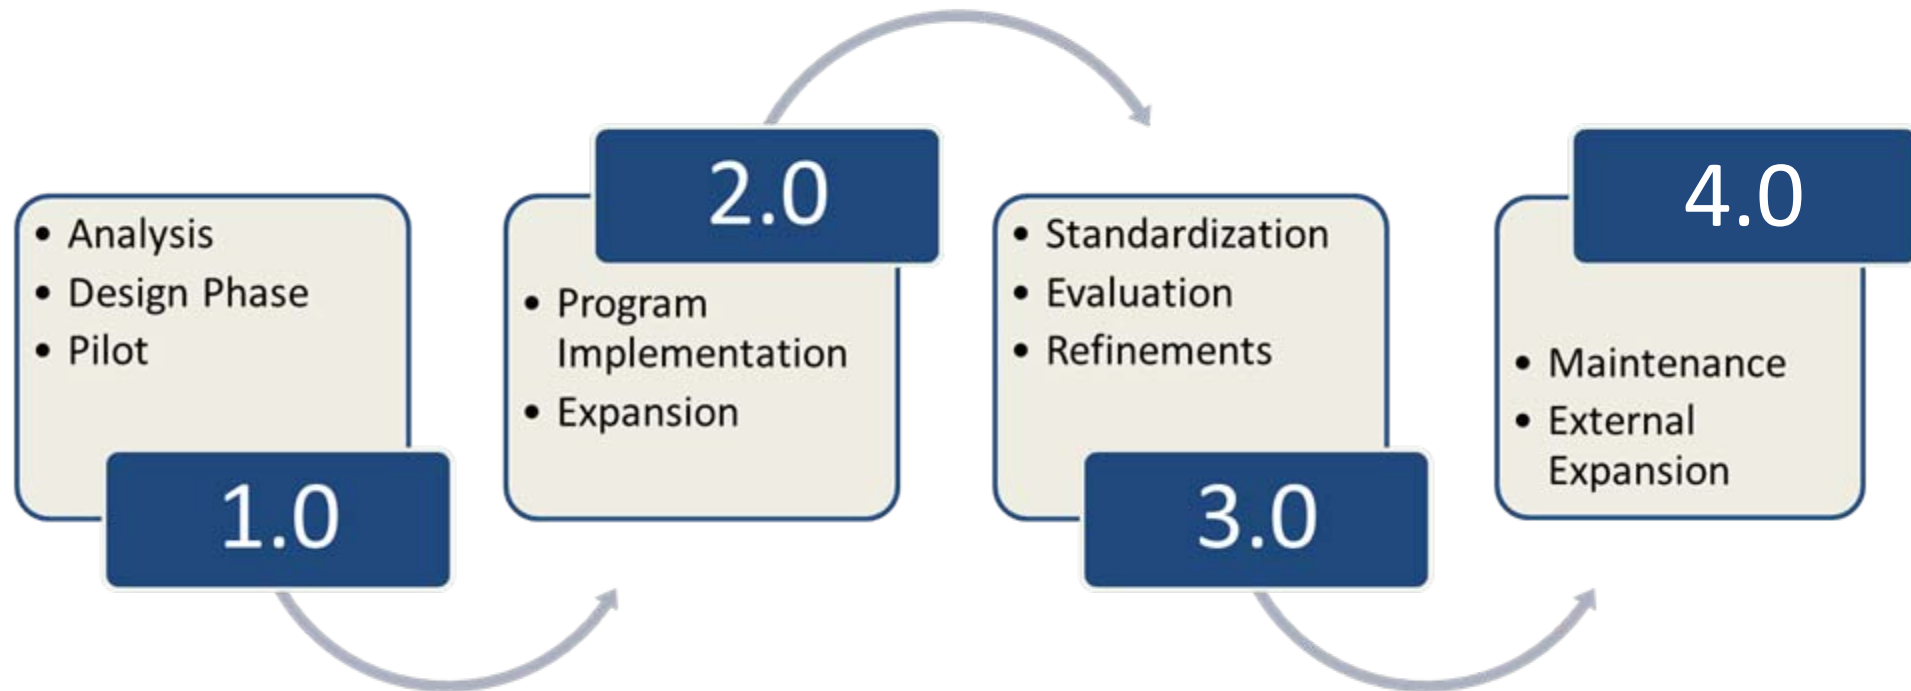 • Analysis
• Design Phase
• Pilot
1.0
2.0
• Program
Implementation
• Expansion
• Standardization
• Evaluation
• Refinements
3.0
4.0
• Maintenance
• External
Expansion